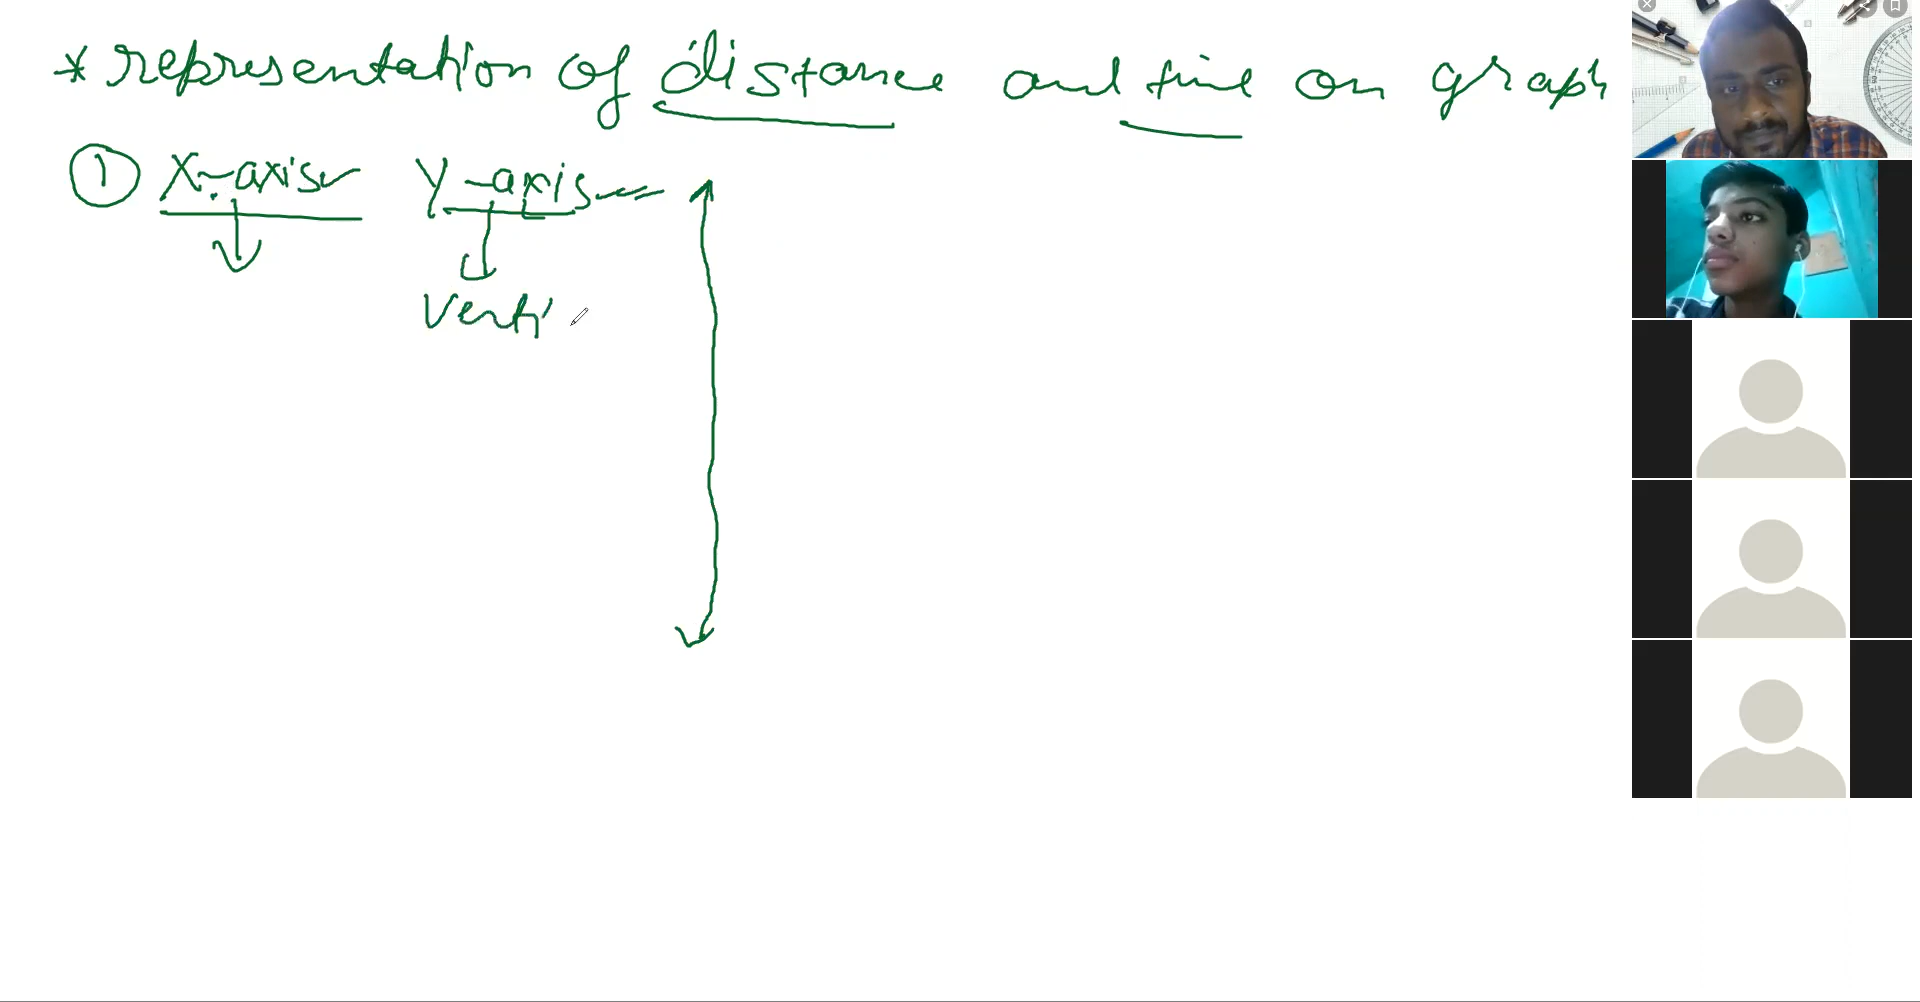 * representation of distance and time on graph
① X-axis Y-axis
Verti